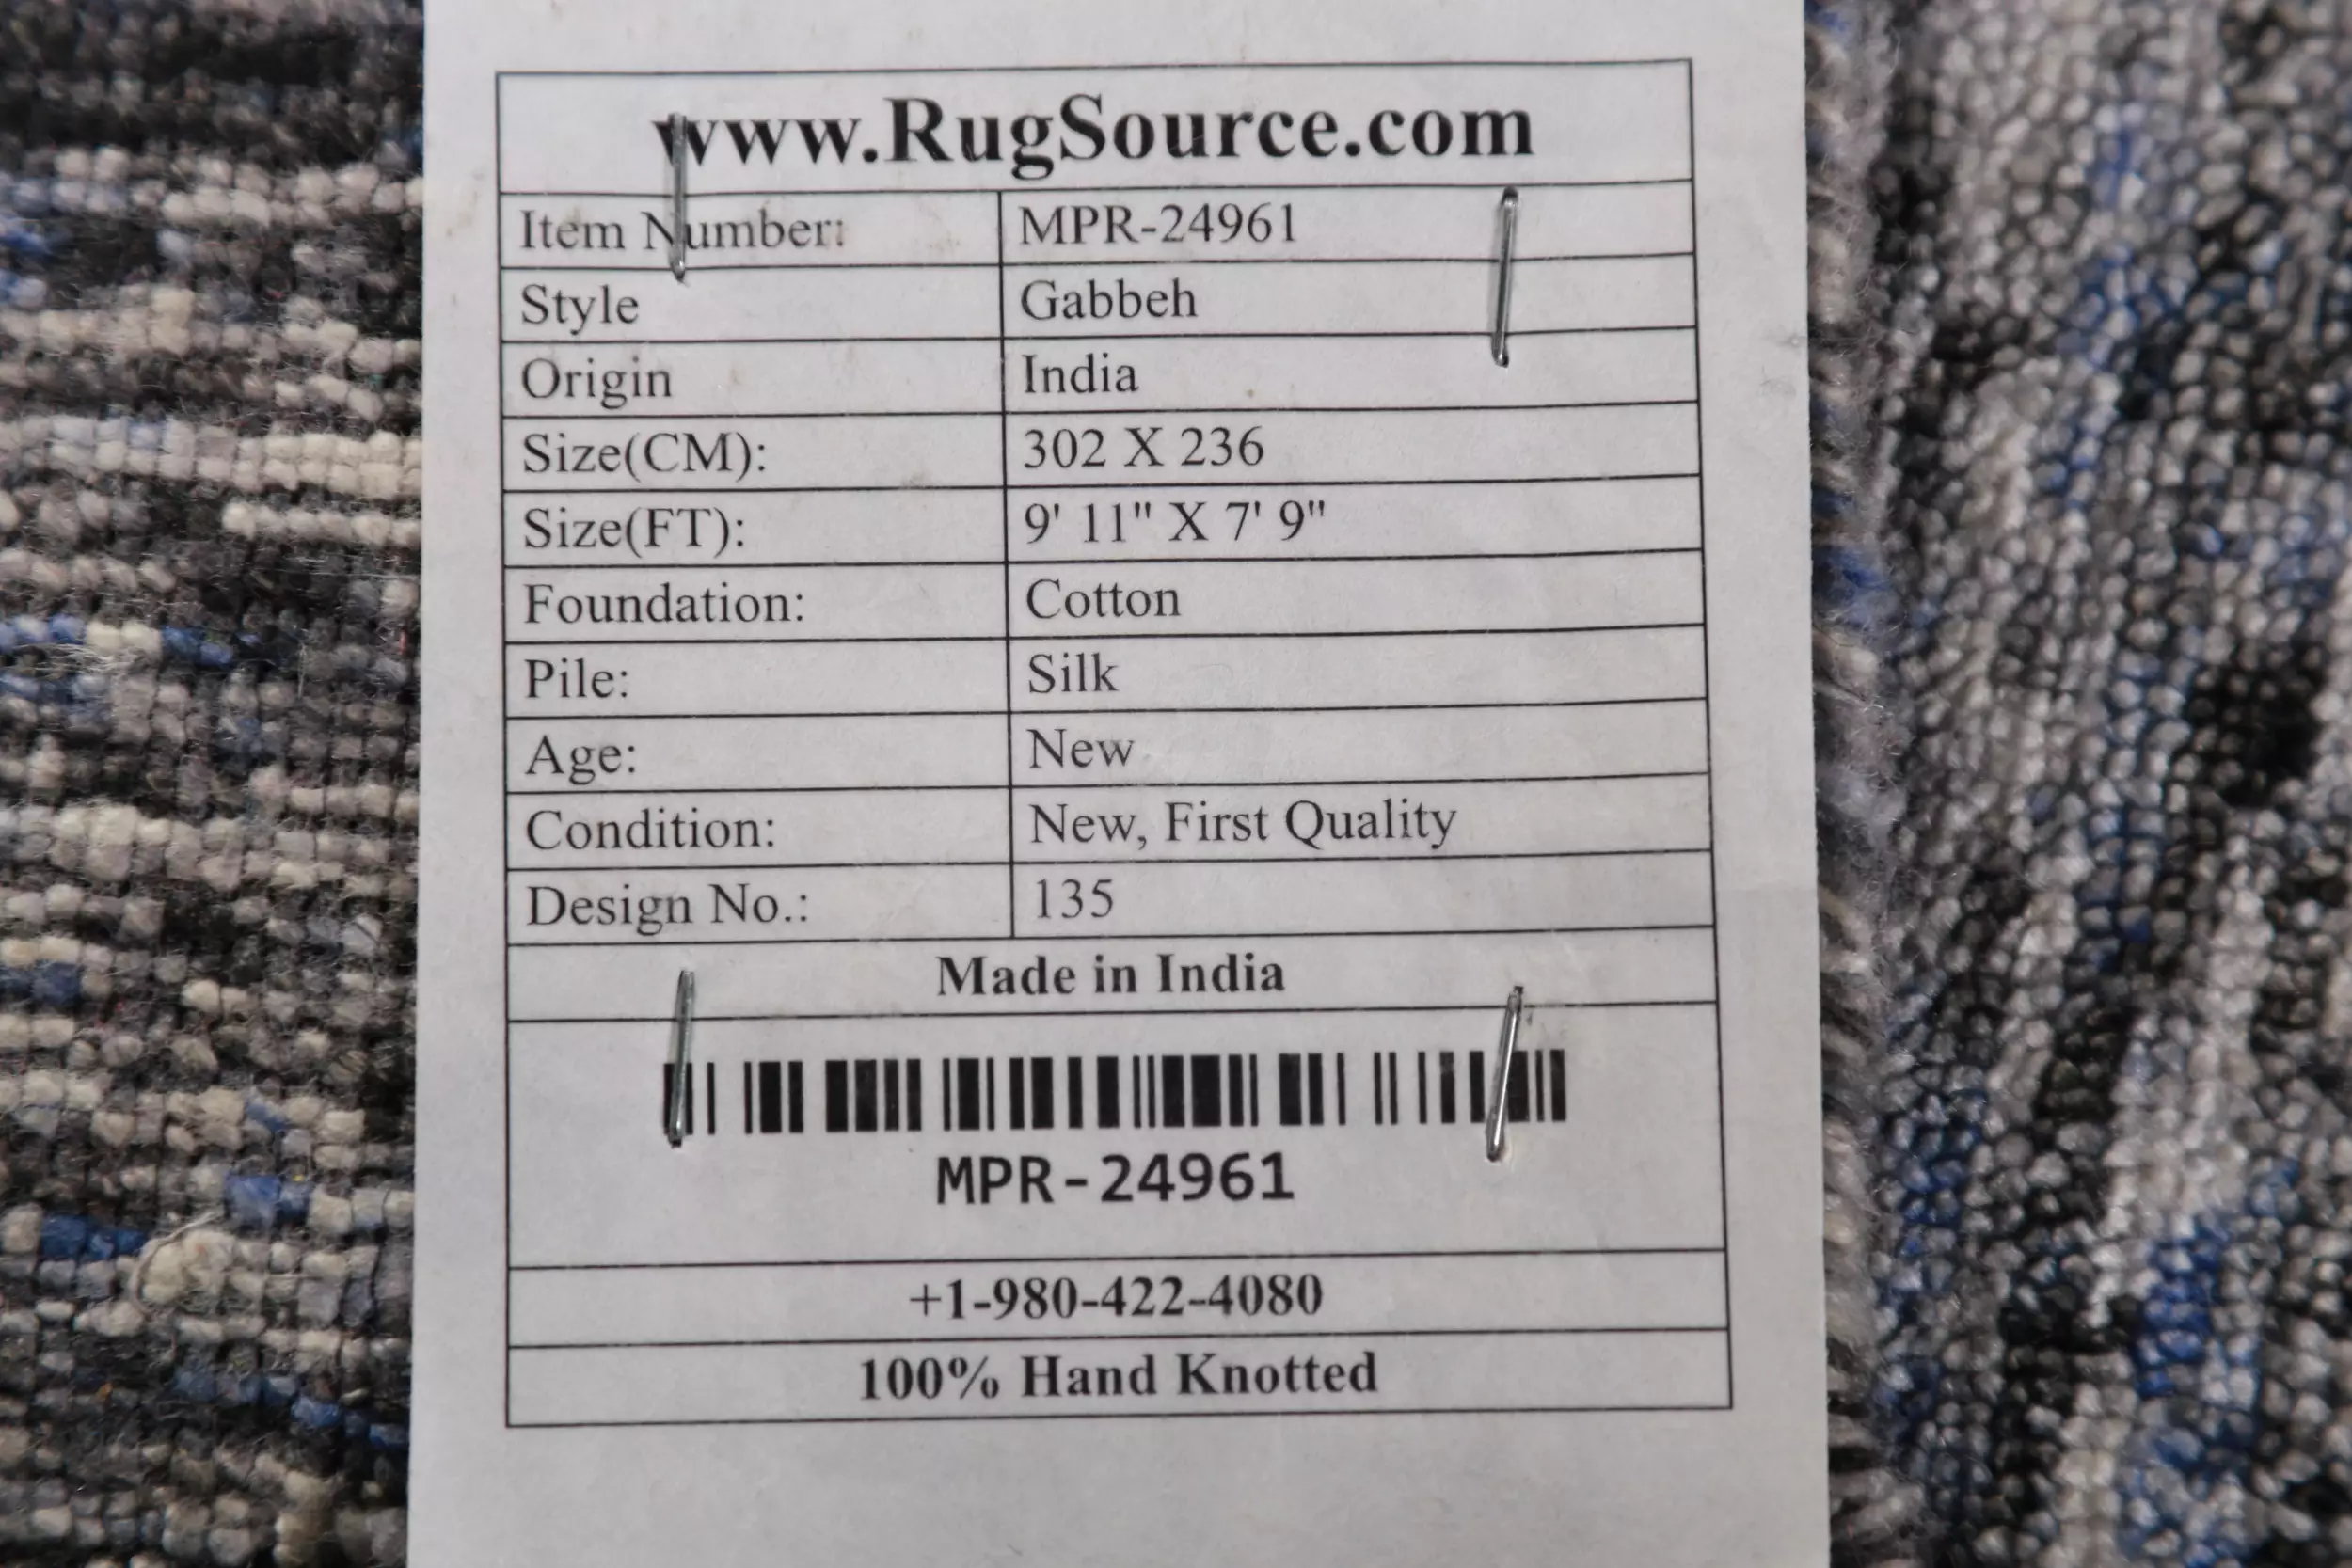 www.RugSource.com
Item Number: MPR-24961
Style Gabbeh
Origin India
Size(CM): 302 X 236
Size(FT): 9' 11" X 7' 9"
Foundation: Cotton
Pile: Silk
Age: New
Condition: New, First Quality
Design No.: 135
Made in India
MPR-24961
+1-980-422-4080
100% Hand Knotted